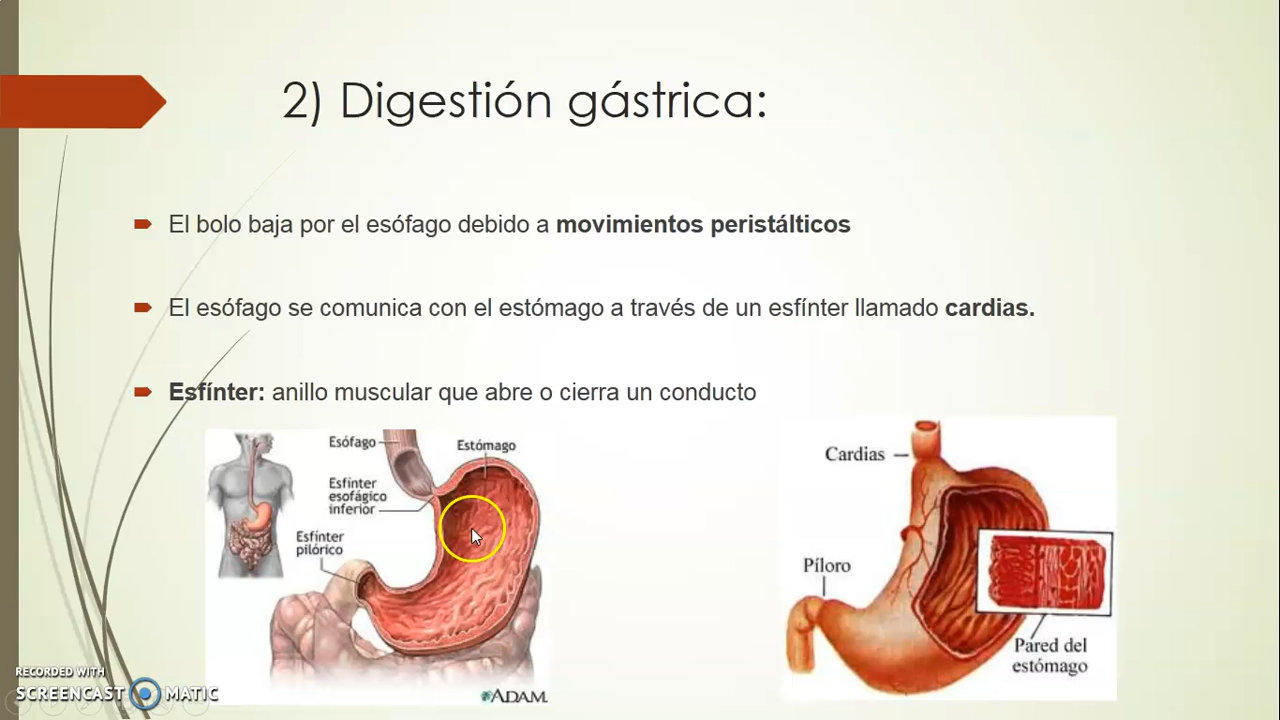 2) Digestión gástrica:
El bolo baja por el esófago debido a movimientos peristálticos
El esófago se comunica con el estómago a través de un esfínter llamado cardias.
Esfínter: anillo muscular que abre o cierra un conducto
Esófago
Estómago
Esfínter
esofágico
inferior
Esfínter
pilórico
ADAM.
Cardias
Píloro
Pared del
estómago
RECORDED WITH
SCREENCAST MATIC